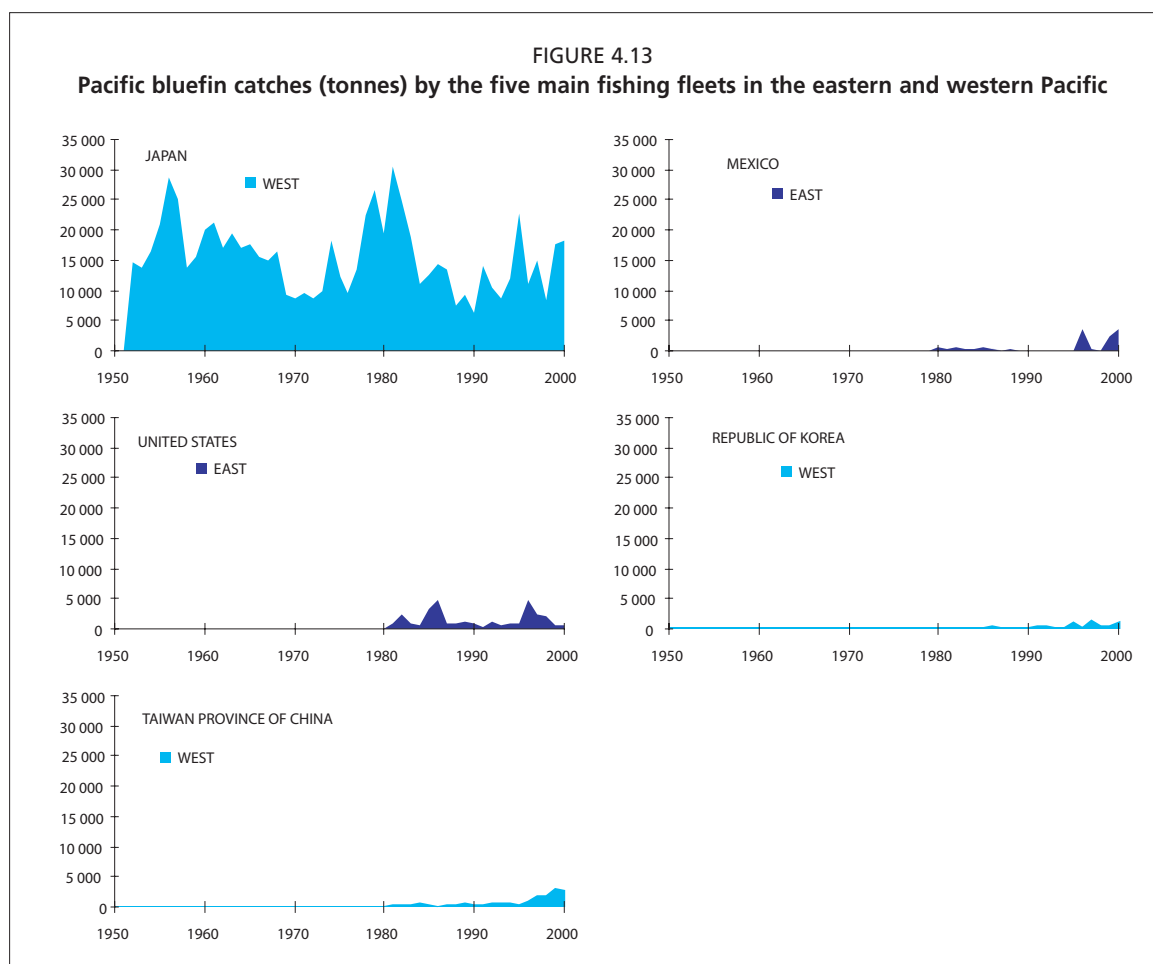 FIGURE 4.13
Pacific bluefin catches (tonnes) by the five main fishing fleets in the eastern and western Pacific
JAPAN
WEST
35 000
30 000
25 000
20 000
15 000
10 000
5 000
0
1950 1960 1970 1980 1990 2000
MEXICO
EAST
35 000
30 000
25 000
20 000
15 000
10 000
5 000
0
1950 1960 1970 1980 1990 2000
UNITED STATES
EAST
35 000
30 000
25 000
20 000
15 000
10 000
5 000
0
1950 1960 1970 1980 1990 2000
REPUBLIC OF KOREA
WEST
35 000
30 000
25 000
20 000
15 000
10 000
5 000
0
1950 1960 1970 1980 1990 2000
TAIWAN PROVINCE OF CHINA
WEST
35 000
30 000
25 000
20 000
15 000
10 000
5 000
0
1950 1960 1970 1980 1990 2000